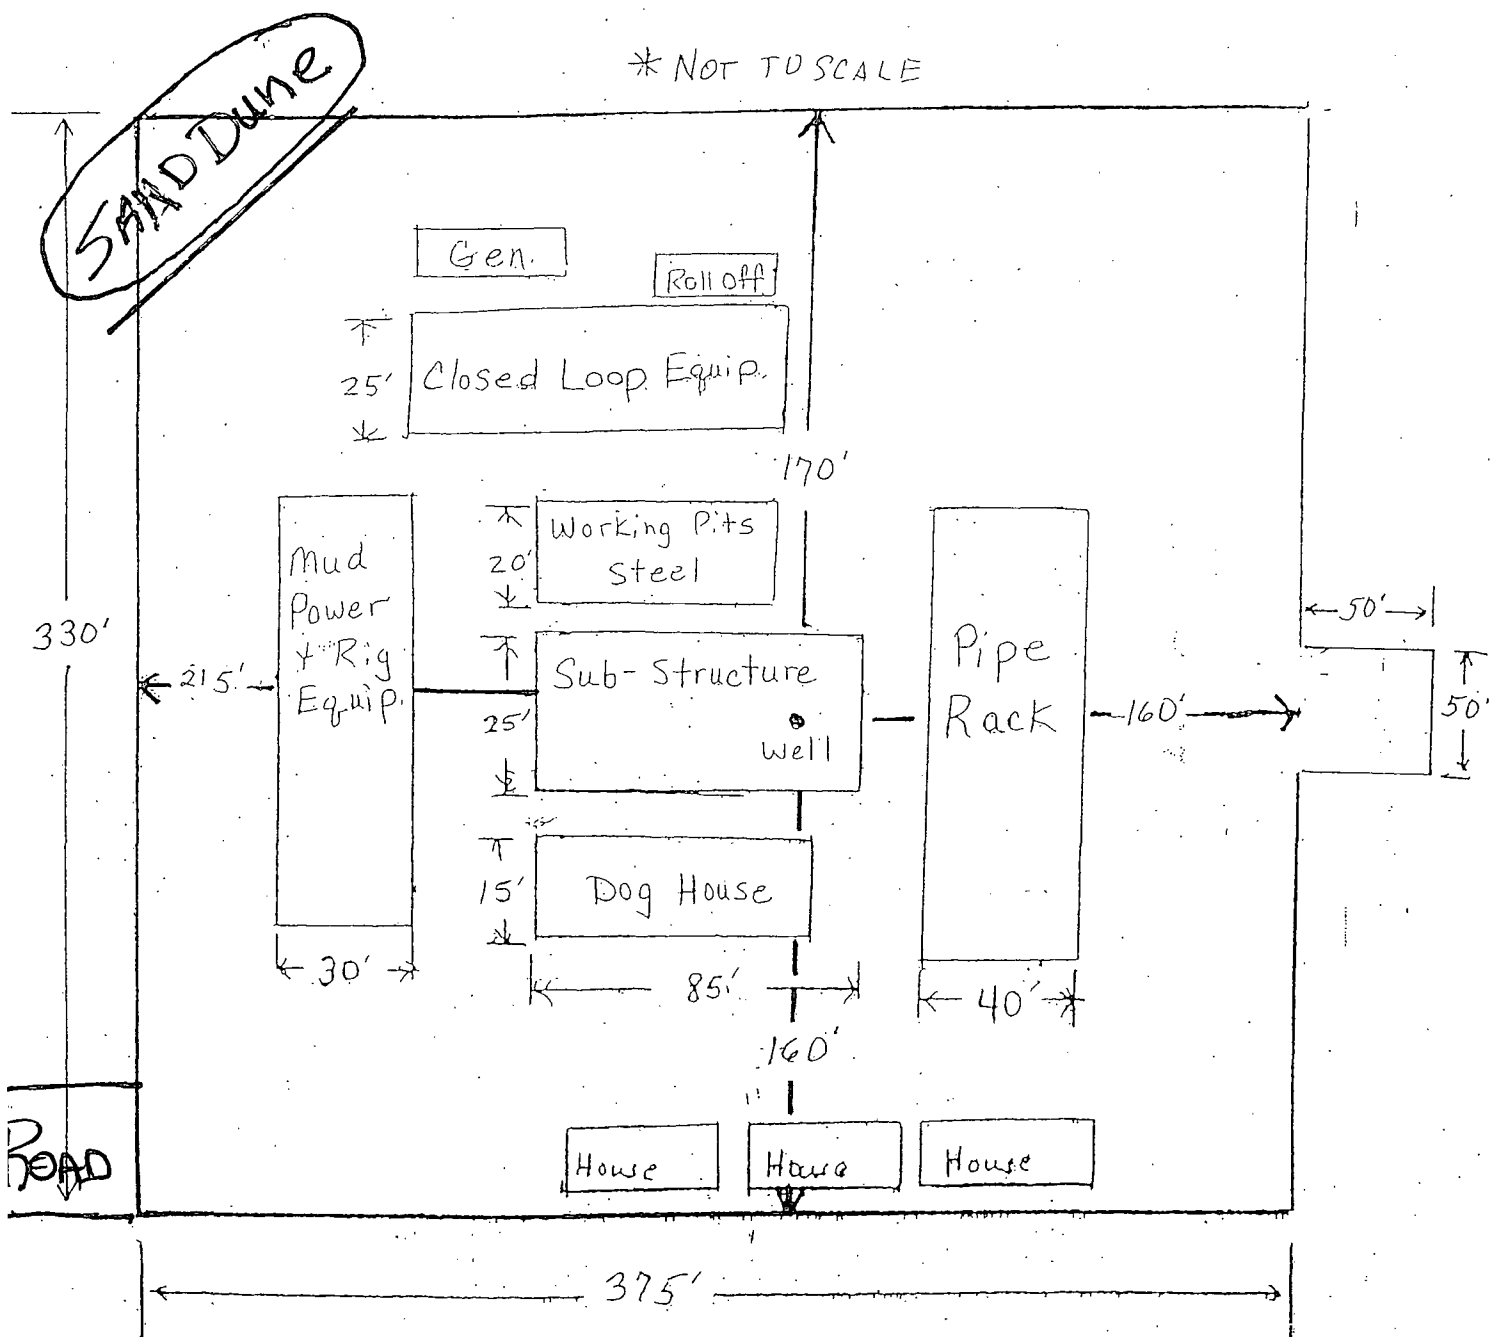 * NOT TO SCALE
SAND Dune
Gen.
Roll Off
25'
Closed Loop Equip.
170'
Working Pits
Steel
20'
Mud
Power
+ Rig
Equip.
330'
215'
Sub-Structure
25'
Well
Pipe
Rack
160'
50'
50'
15'
Dog House
30'
85'
40'
160'
ROAD
House
House
House
375'